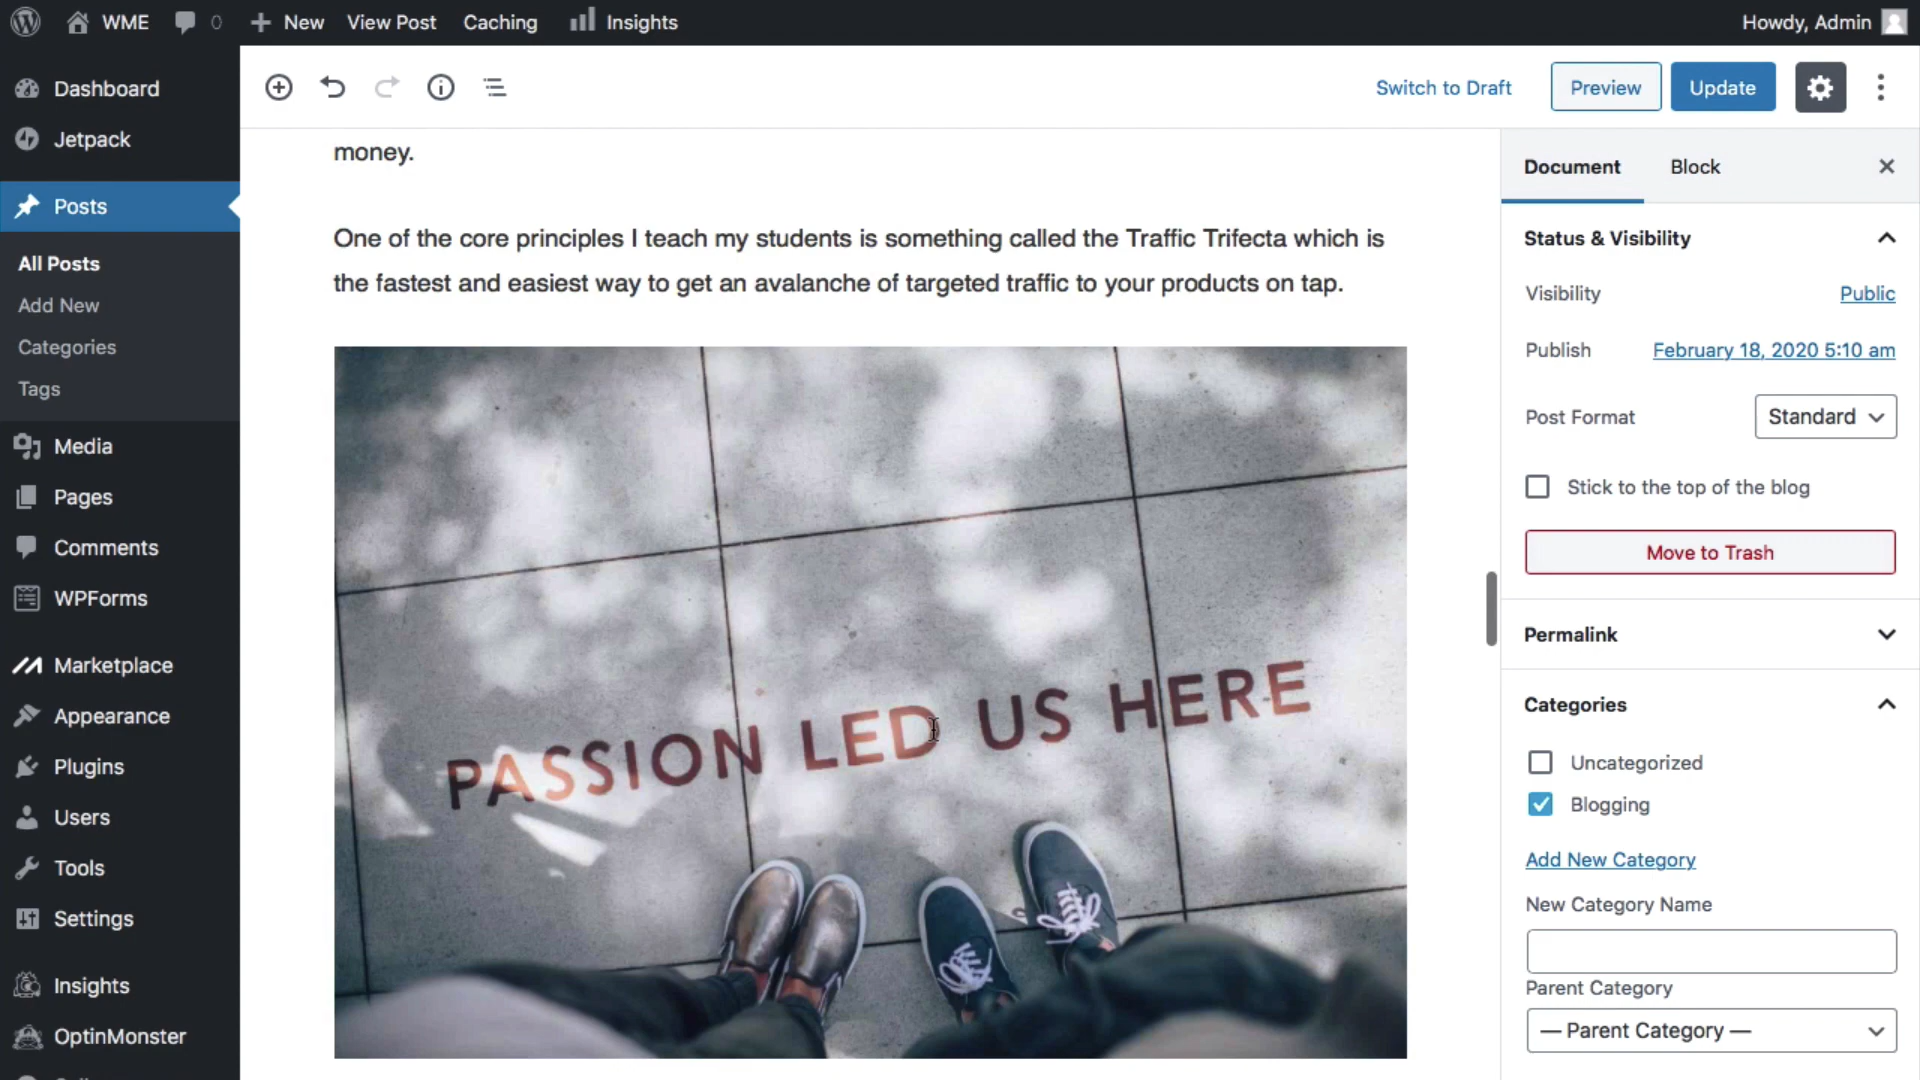 WME
0
New
View Post
Caching
Insights
Howdy, Admin
Dashboard
Jetpack
Posts
All Posts
Add New
Categories
Tags
Media
Pages
Comments
WPForms
Marketplace
Appearance
Plugins
Users
Tools
Settings
Insights
OptinMonster
Switch to Draft
Preview
Update
money.
One of the core principles I teach my students is something called the Traffic Trifecta which is
the fastest and easiest way to get an avalanche of targeted traffic to your products on tap.
PASSION LED US HERE
Document
Block
Status & Visibility
Visibility
Public
Publish
February 18, 2020 5:10 am
Post Format
Standard
Stick to the top of the blog
Move to Trash
Permalink
Categories
Uncategorized
Blogging
Add New Category
New Category Name
Parent Category
— Parent Category —